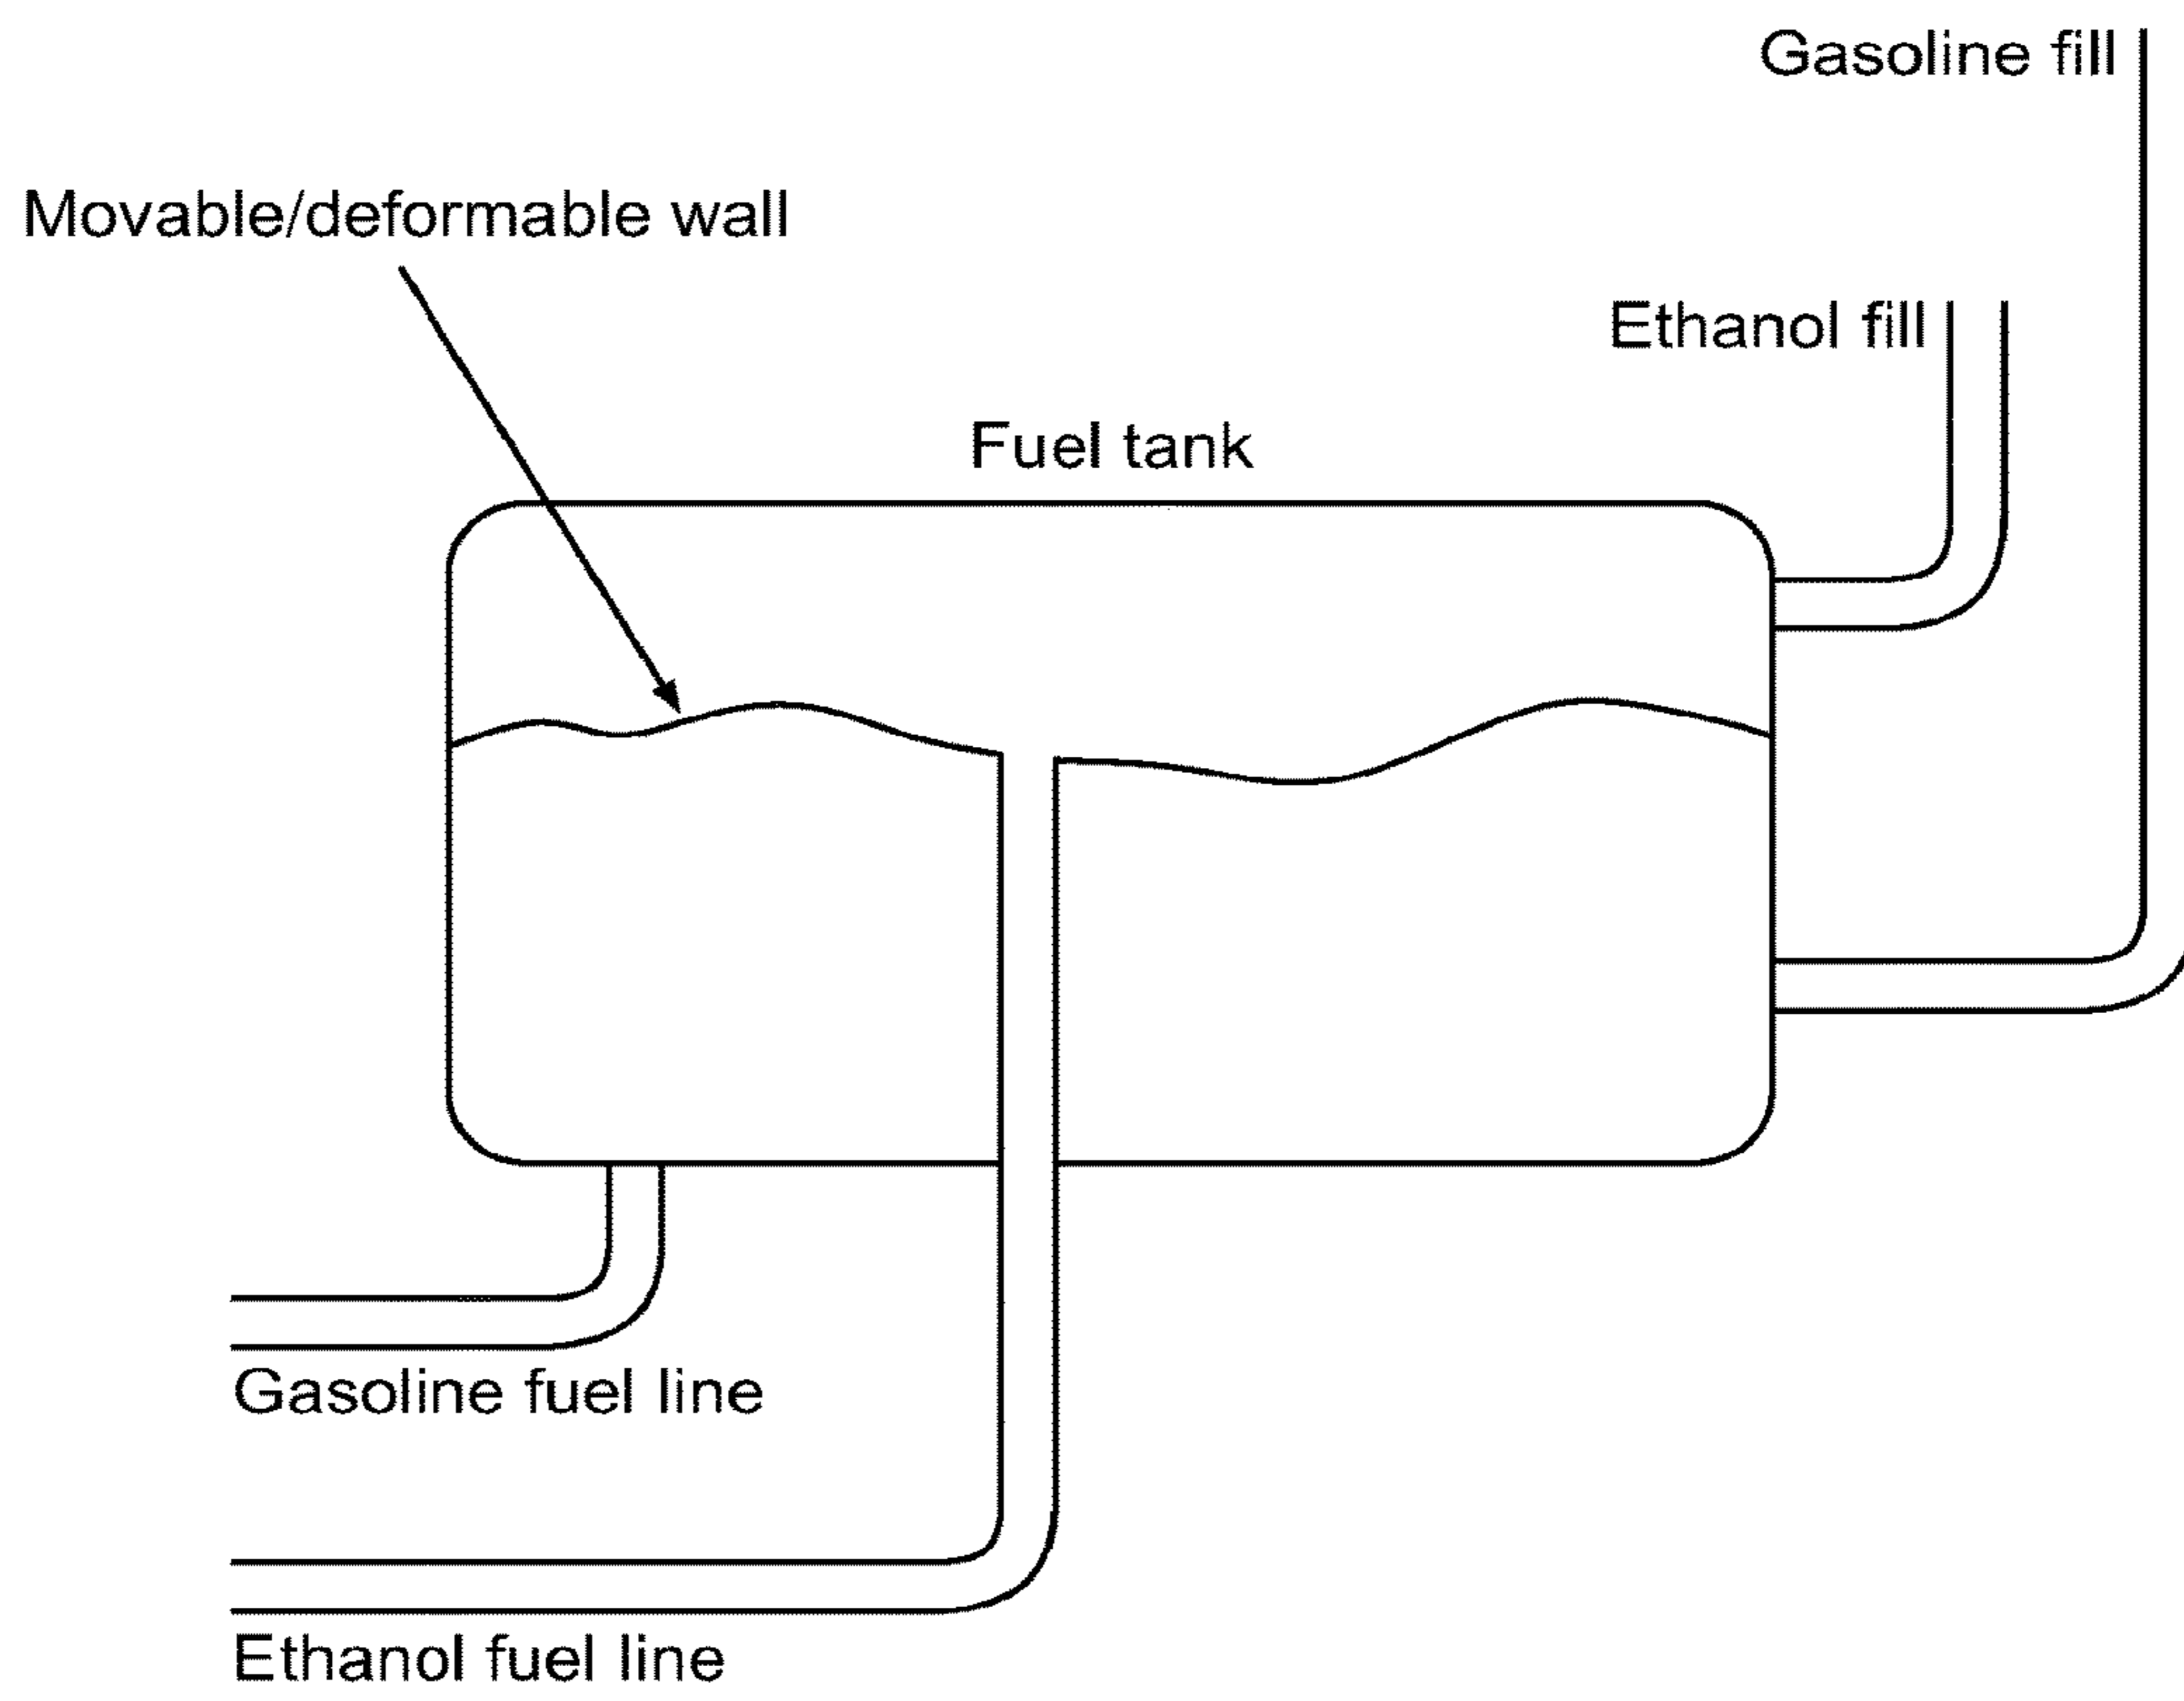 Gasoline fill
Movable/deformable wall
Ethanol fill
Fuel tank
Gasoline fuel line
Ethanol fuel line